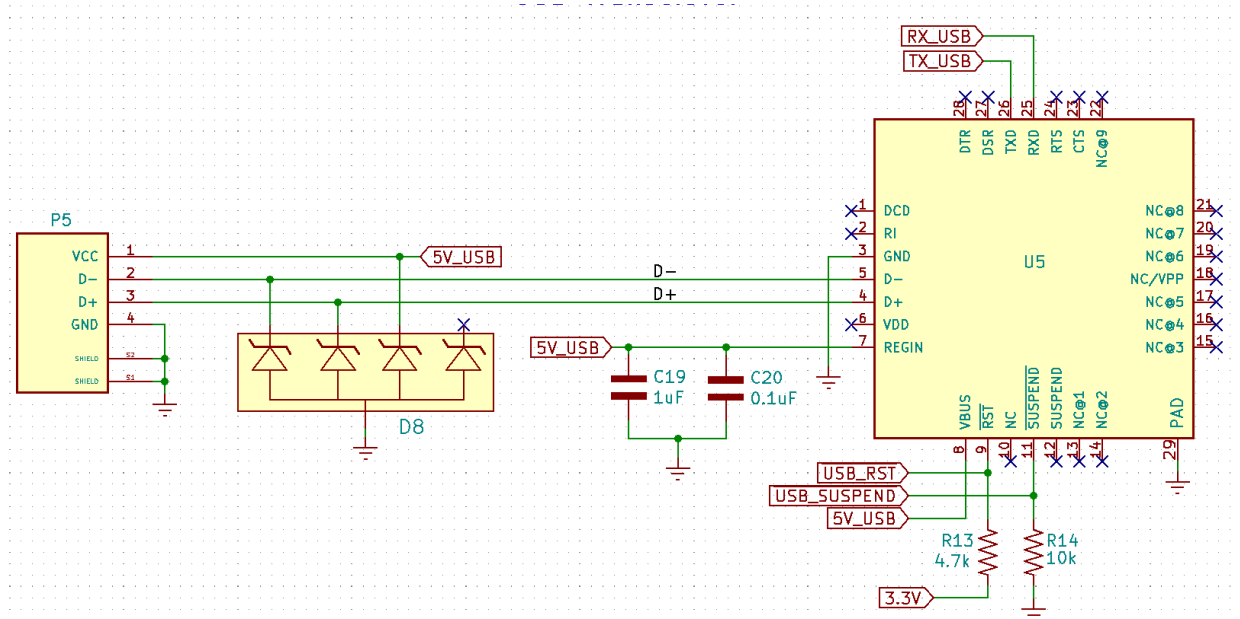 RX_USB
TX_USB
28 27 26 25 24 23 22
DTR DSR TXD RXD RTS CTS NC@9
P5
VCC 1
D- 2
D+ 3
GND 4
SHIELD S2
SHIELD S1
5V_USB
D-
D+
D8
5V_USB
C19
1uF
C20
0.1uF
1 DCD
2 RI
3 GND
5 D-
4 D+
6 VDD
7 REGIN
U5
NC@8 21
NC@7 20
NC@6 19
NC/VPP 18
NC@5 17
NC@4 16
NC@3 15
VBUS RST NC SUSPEND SUSPEND NC@1 NC@2 PAD
8 9 10 11 12 13 14 29
USB_RST
USB_SUSPEND
5V_USB
R13
4.7k
R14
10k
3.3V